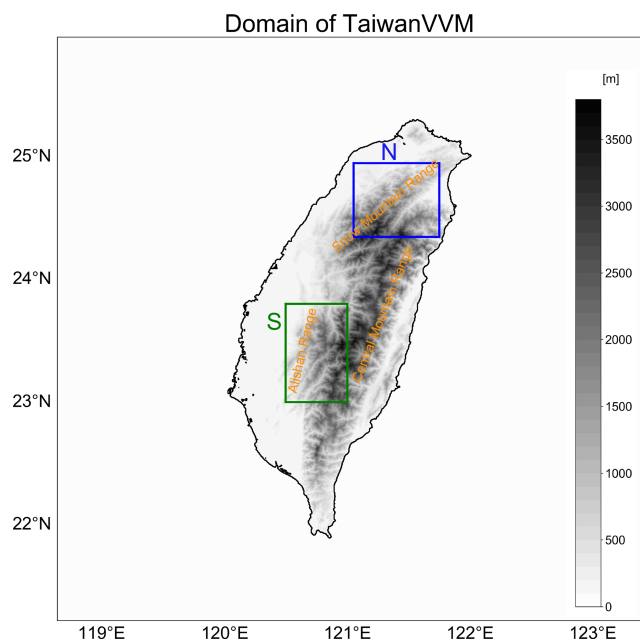 Domain of TaiwanVVM
[m]
25°N
24°N
23°N
22°N
N
S
Snow Mountain Range
Central Mountain Range
Alishan Range
3500
3000
2500
2000
1500
1000
500
0
119°E
120°E
121°E
122°E
123°E